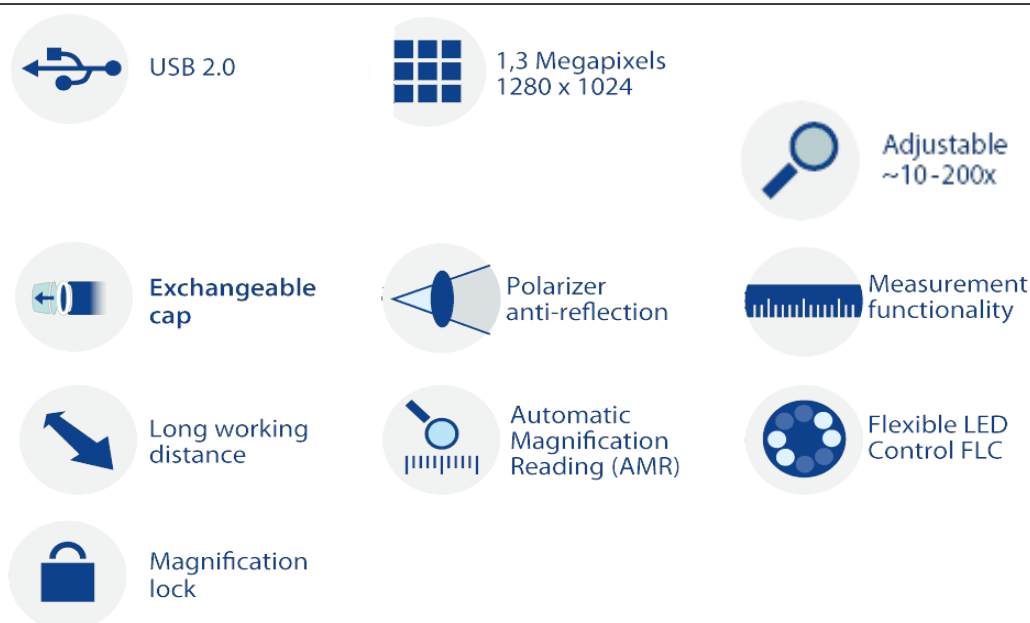 USB 2.0
1,3 Megapixels
1280 x 1024
Adjustable
~10-200x
Exchangeable
cap
Polarizer
anti-reflection
Measurement
functionality
Long working
distance
Automatic
Magnification
Reading (AMR)
Flexible LED
Control FLC
Magnification
lock